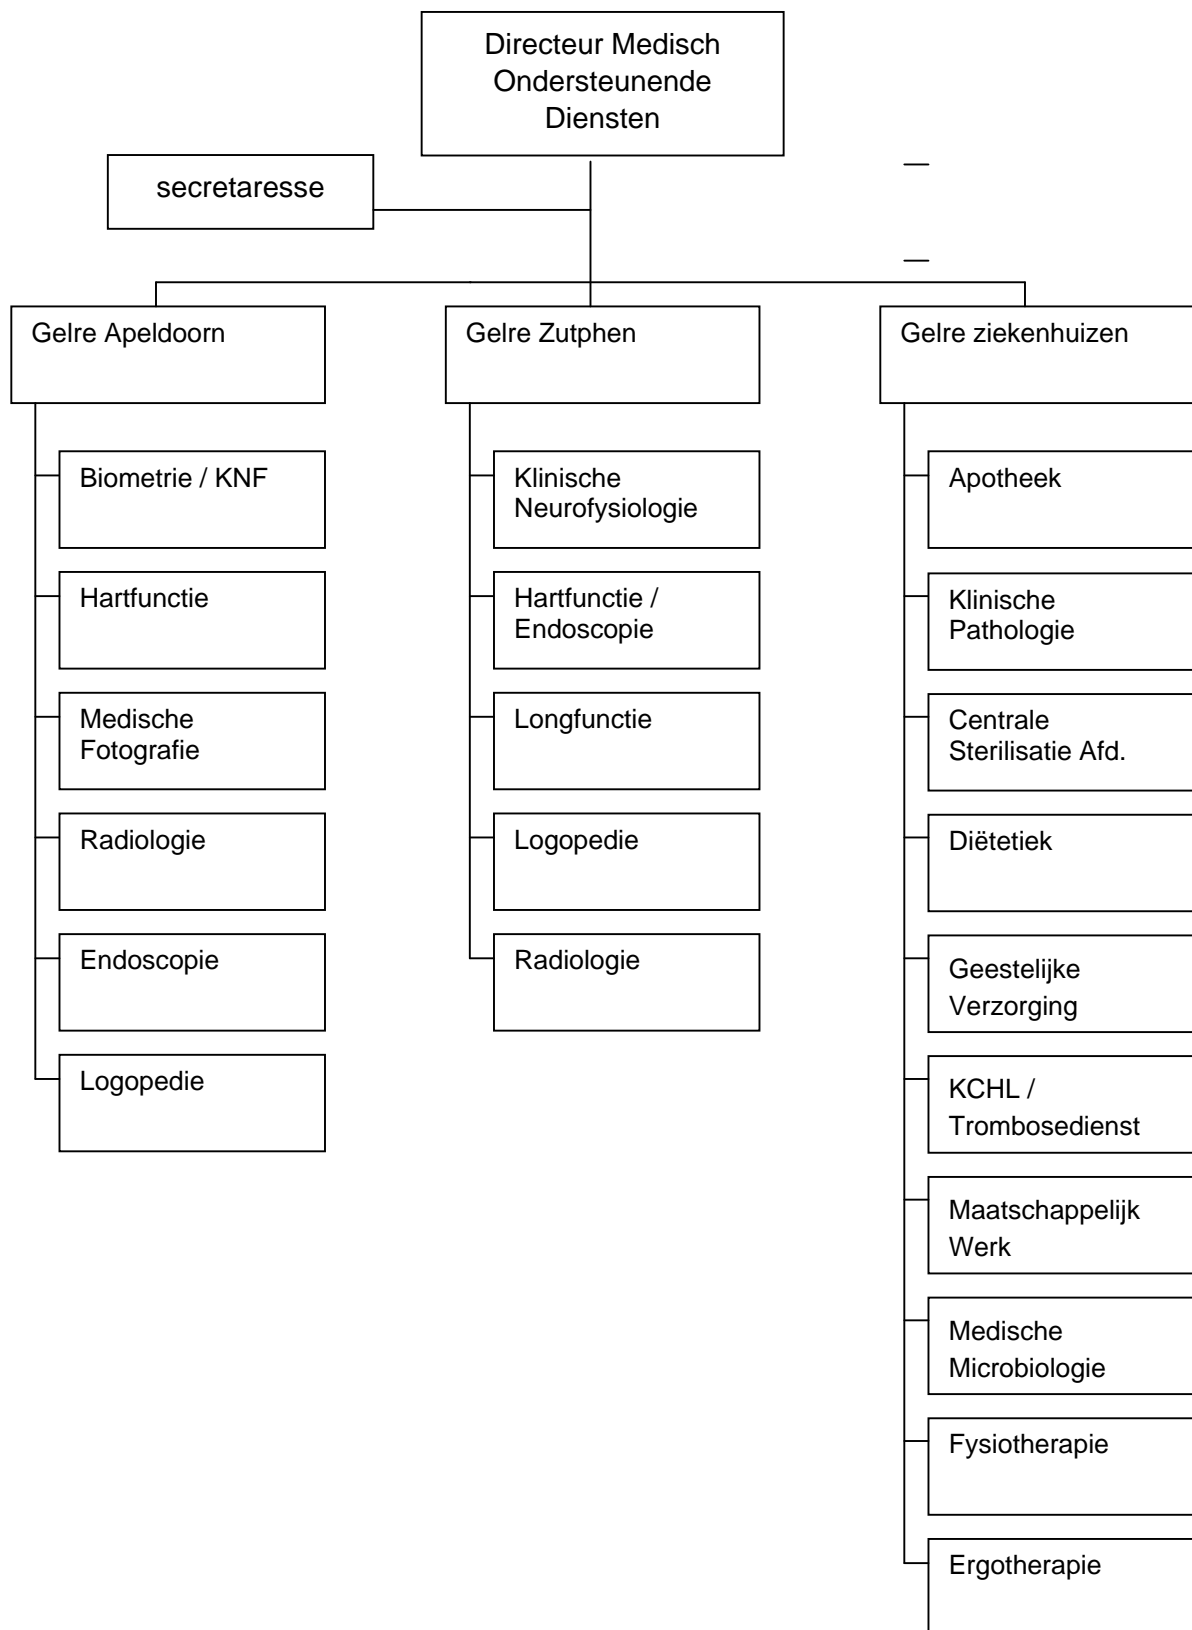 Directeur Medisch
Ondersteunende
Diensten
secretaresse
Gelre Apeldoorn
Biometrie / KNF
Hartfunctie
Medische
Fotografie
Radiologie
Endoscopie
Logopedie
Gelre Zutphen
Klinische
Neurofysiologie
Hartfunctie /
Endoscopie
Longfunctie
Logopedie
Radiologie
Gelre ziekenhuizen
Apotheek
Klinische
Pathologie
Centrale
Sterilisatie Afd.
Diëtetiek
Geestelijke
Verzorging
KCHL /
Trombosedienst
Maatschappelijk
Werk
Medische
Microbiologie
Fysiotherapie
Ergotherapie